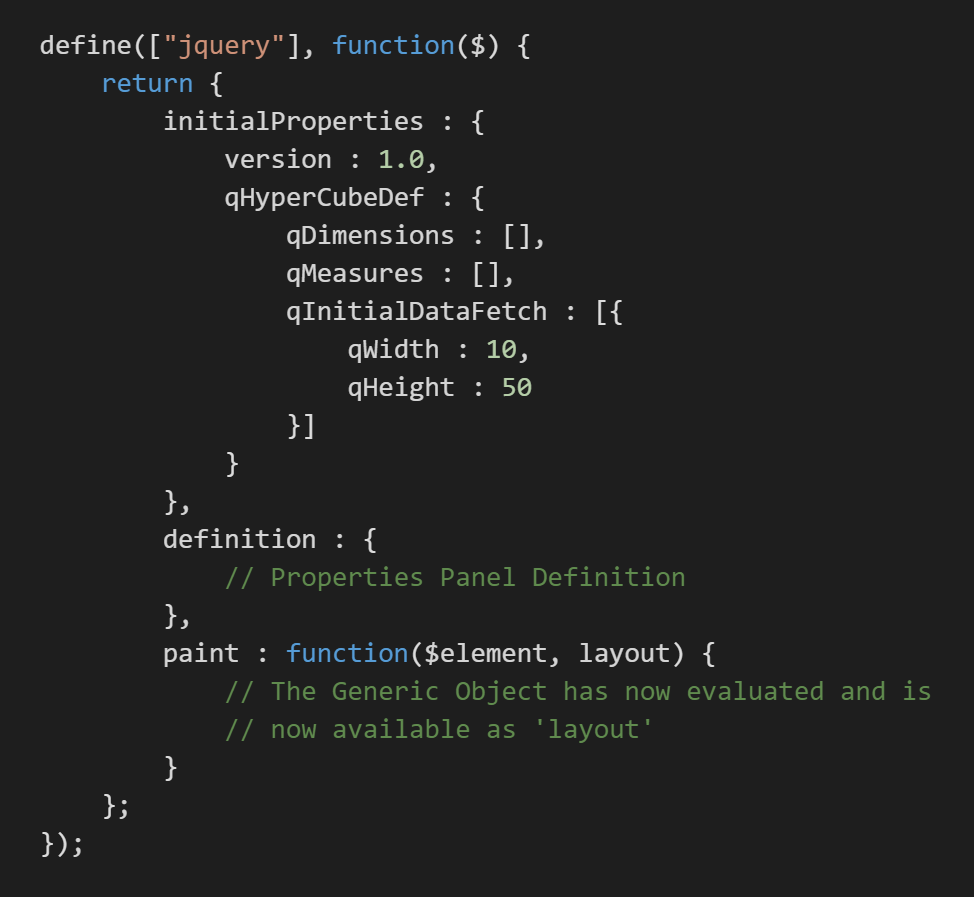 define(["jquery"], function($) {
    return {
        initialProperties : {
            version : 1.0,
            qHyperCubeDef : {
                qDimensions : [],
                qMeasures : [],
                qInitialDataFetch : [{
                    qWidth : 10,
                    qHeight : 50
                }]
            }
        },
        definition : {
            // Properties Panel Definition
        },
        paint : function($element, layout) {
            // The Generic Object has now evaluated and is
            // now available as 'layout'
        }
    };
});